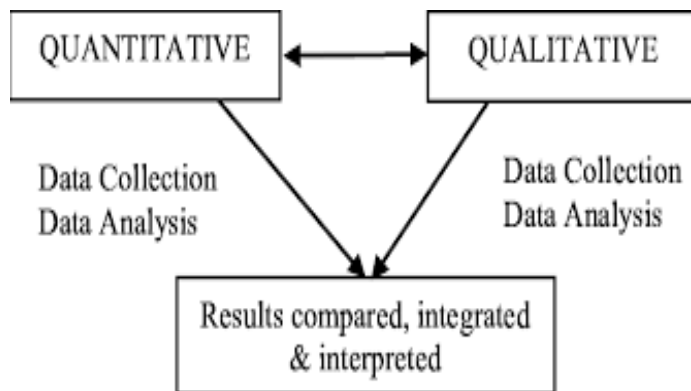 QUANTITATIVE
QUALITATIVE
Data Collection
Data Analysis
Data Collection
Data Analysis
Results compared, integrated
& interpreted